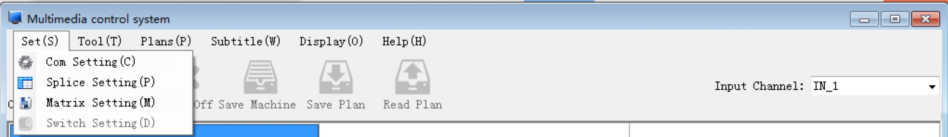 Multimedia control system
Set(S) Tool(T) Plans(P) Subtitle(W) Display(O) Help(H)
Com Setting(C)
Splice Setting(P)
Matrix Setting(M)
Switch Setting(D)
Off Save Machine Save Plan Read Plan
Input Channel: IN_1